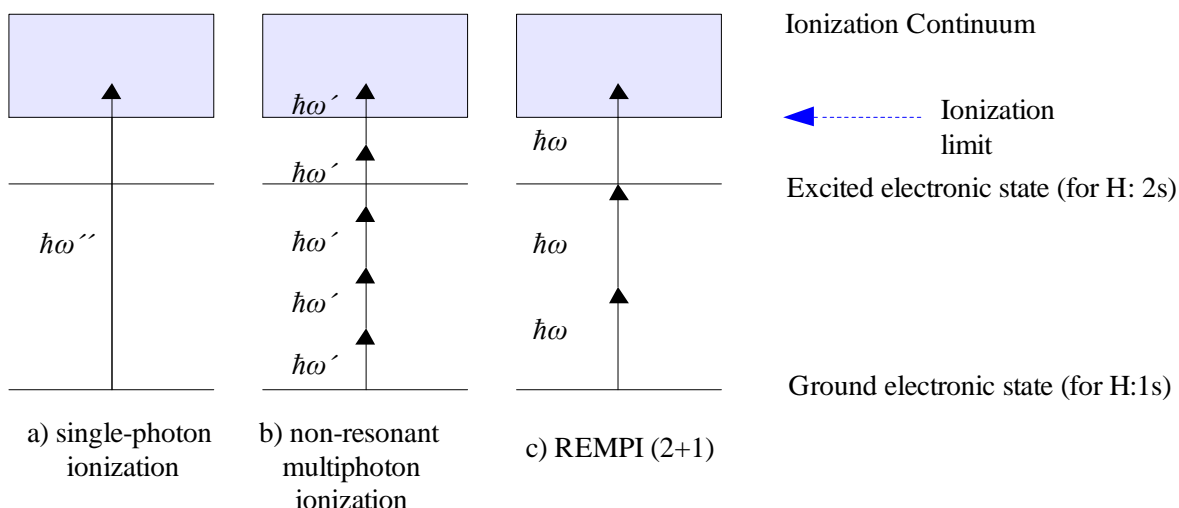 Ionization Continuum
ħω´
Ionization
limit
ħω
ħω´
Excited electronic state (for H: 2s)
ħω´´
ħω´
ħω
ħω´
ħω
ħω´
Ground electronic state (for H:1s)
a) single-photon
ionization
b) non-resonant
multiphoton
ionization
c) REMPI (2+1)